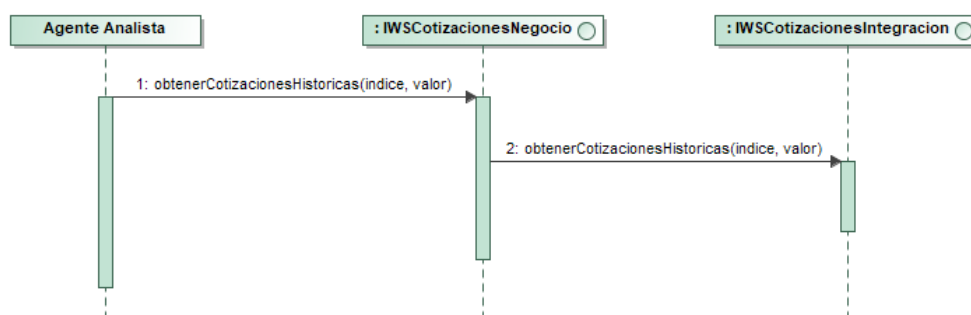 Agente Analista
: IWSCotizacionesNegocio
: IWSCotizacionesIntegracion
1: obtenerCotizacionesHistoricas(indice, valor)
2: obtenerCotizacionesHistoricas(indice, valor)